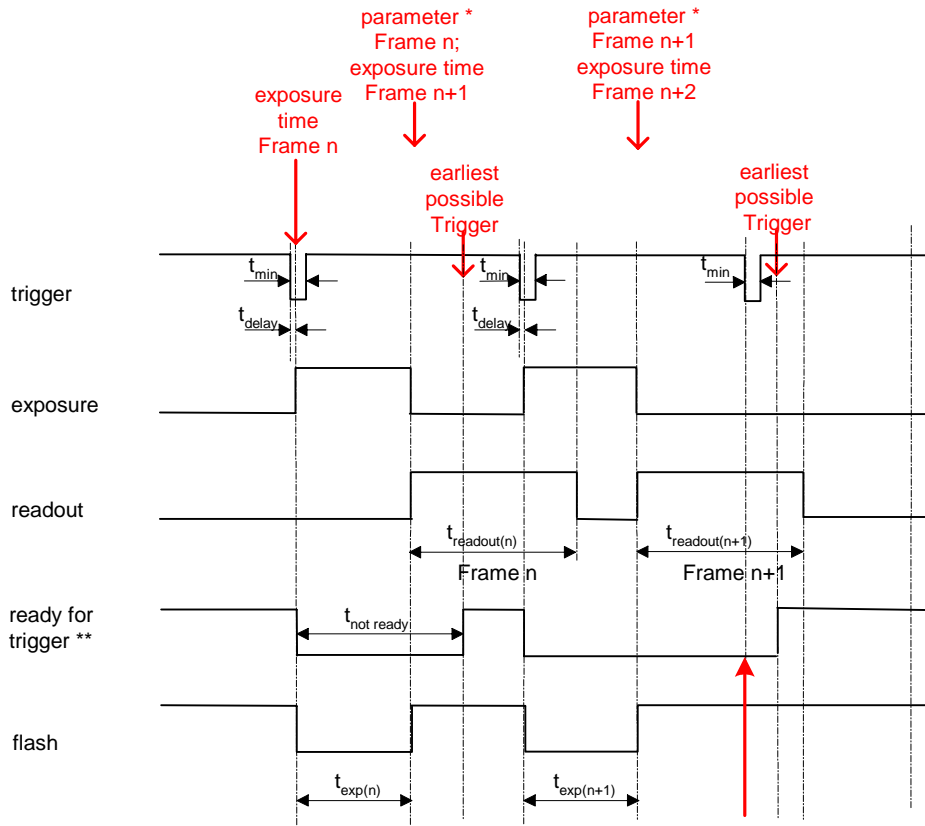 parameter *
Frame n;
exposure time
Frame n+1
parameter *
Frame n+1
exposure time
Frame n+2
exposure
time
Frame n
earliest
possible
Trigger
earliest
possible
Trigger
trigger
tmin
tmin
tmin
tdelay
tdelay
exposure
readout
treadout(n)
Frame n
treadout(n+1)
Frame n+1
ready for
trigger **
tnot ready
flash
texp(n)
texp(n+1)